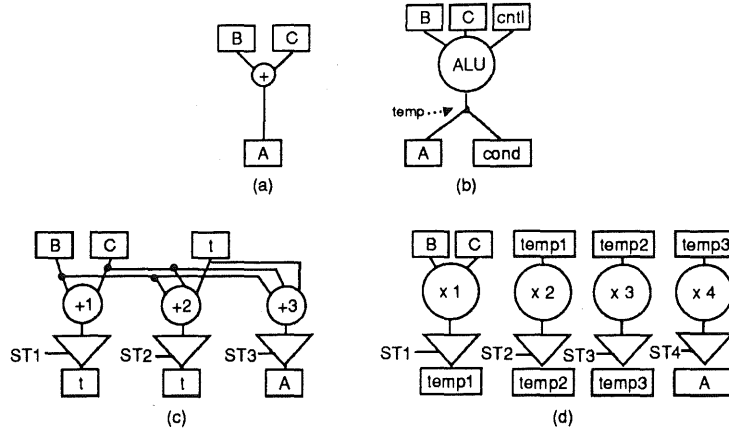 B C
+
A
(a)
B C cntl
ALU
temp
A cond
(b)
B C t
+1 +2 +3
ST1 ST2 ST3
t t A
(c)
B C temp1 temp2 temp3
x 1 x 2 x 3 x 4
ST1 ST2 ST3 ST4
temp1 temp2 temp3 A
(d)